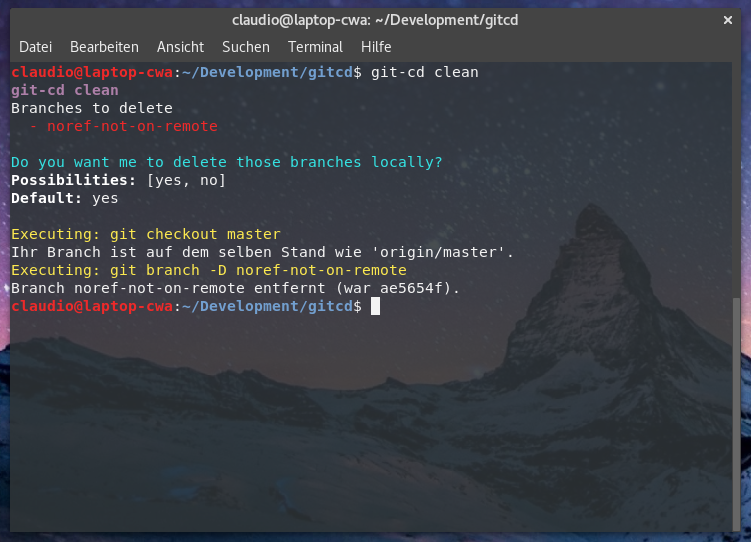 claudio@laptop-cwa: ~/Development/gitcd ×
Datei Bearbeiten Ansicht Suchen Terminal Hilfe
claudio@laptop-cwa:~/Development/gitcd$ git-cd clean
git-cd clean
Branches to delete
  - noref-not-on-remote
Do you want me to delete those branches locally?
Possibilities: [yes, no]
Default: yes
Executing: git checkout master
Ihr Branch ist auf dem selben Stand wie 'origin/master'.
Executing: git branch -D noref-not-on-remote
Branch noref-not-on-remote entfernt (war ae5654f).
claudio@laptop-cwa:~/Development/gitcd$